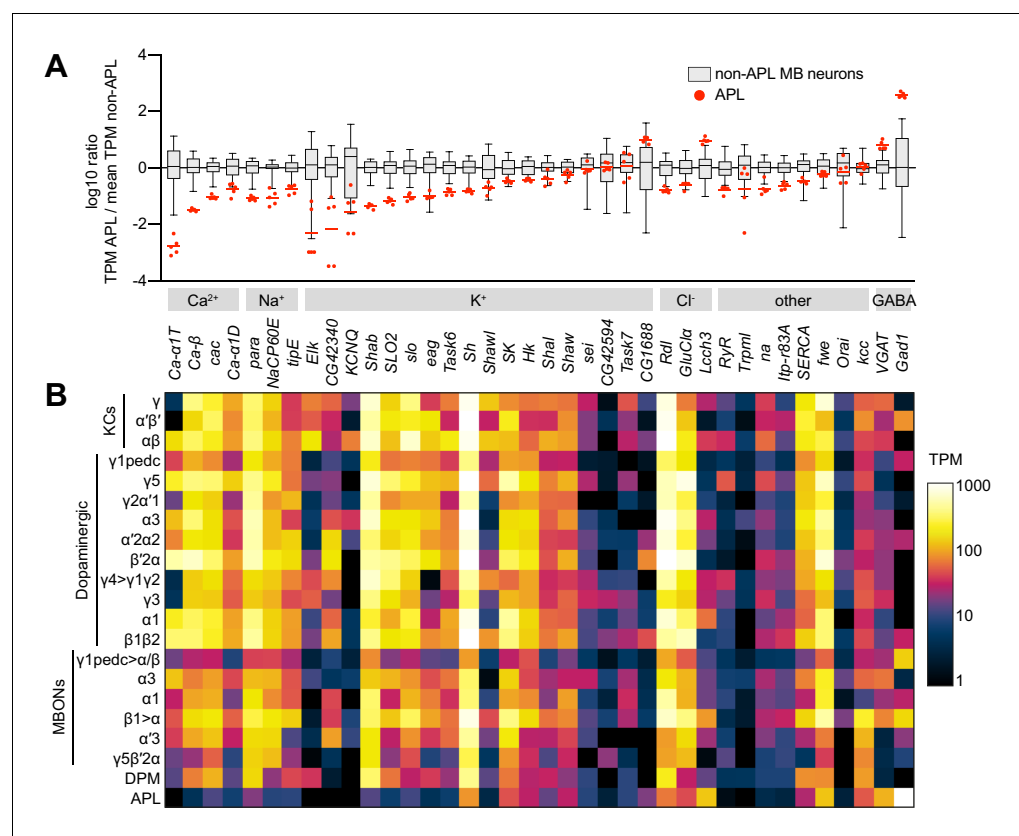 A
4
2
0
-2
-4
log10 ratio
TPM APL / mean TPM non-APL
non-APL MB neurons
APL
Ca²⁺
Na⁺
K⁺
Cl⁻
other
GABA
Ca-α1T
Ca-β
cac
Ca-α1D
para
NaCP60E
tipE
Elk
CG42340
KCNQ
Shab
SLO2
slo
eag
Task6
Sh
Shawl
SK
Hk
Shal
Shaw
sei
CG42594
Task7
CG1688
Rdl
GluClα
Lcch3
RyR
Trpml
na
Itp-r83A
SERCA
fwe
Orai
kcc
VGAT
Gad1
B
KCs
γ
α′β′
αβ
Dopaminergic
γ1pedc
γ5
γ2α′1
α3
α′2α2
β′2α
γ4>γ1γ2
γ3
α1
β1β2
MBONs
γ1pedc>α/β
α3
α1
β1>α
α′3
γ5β′2α
DPM
APL
TPM
1000
100
10
1